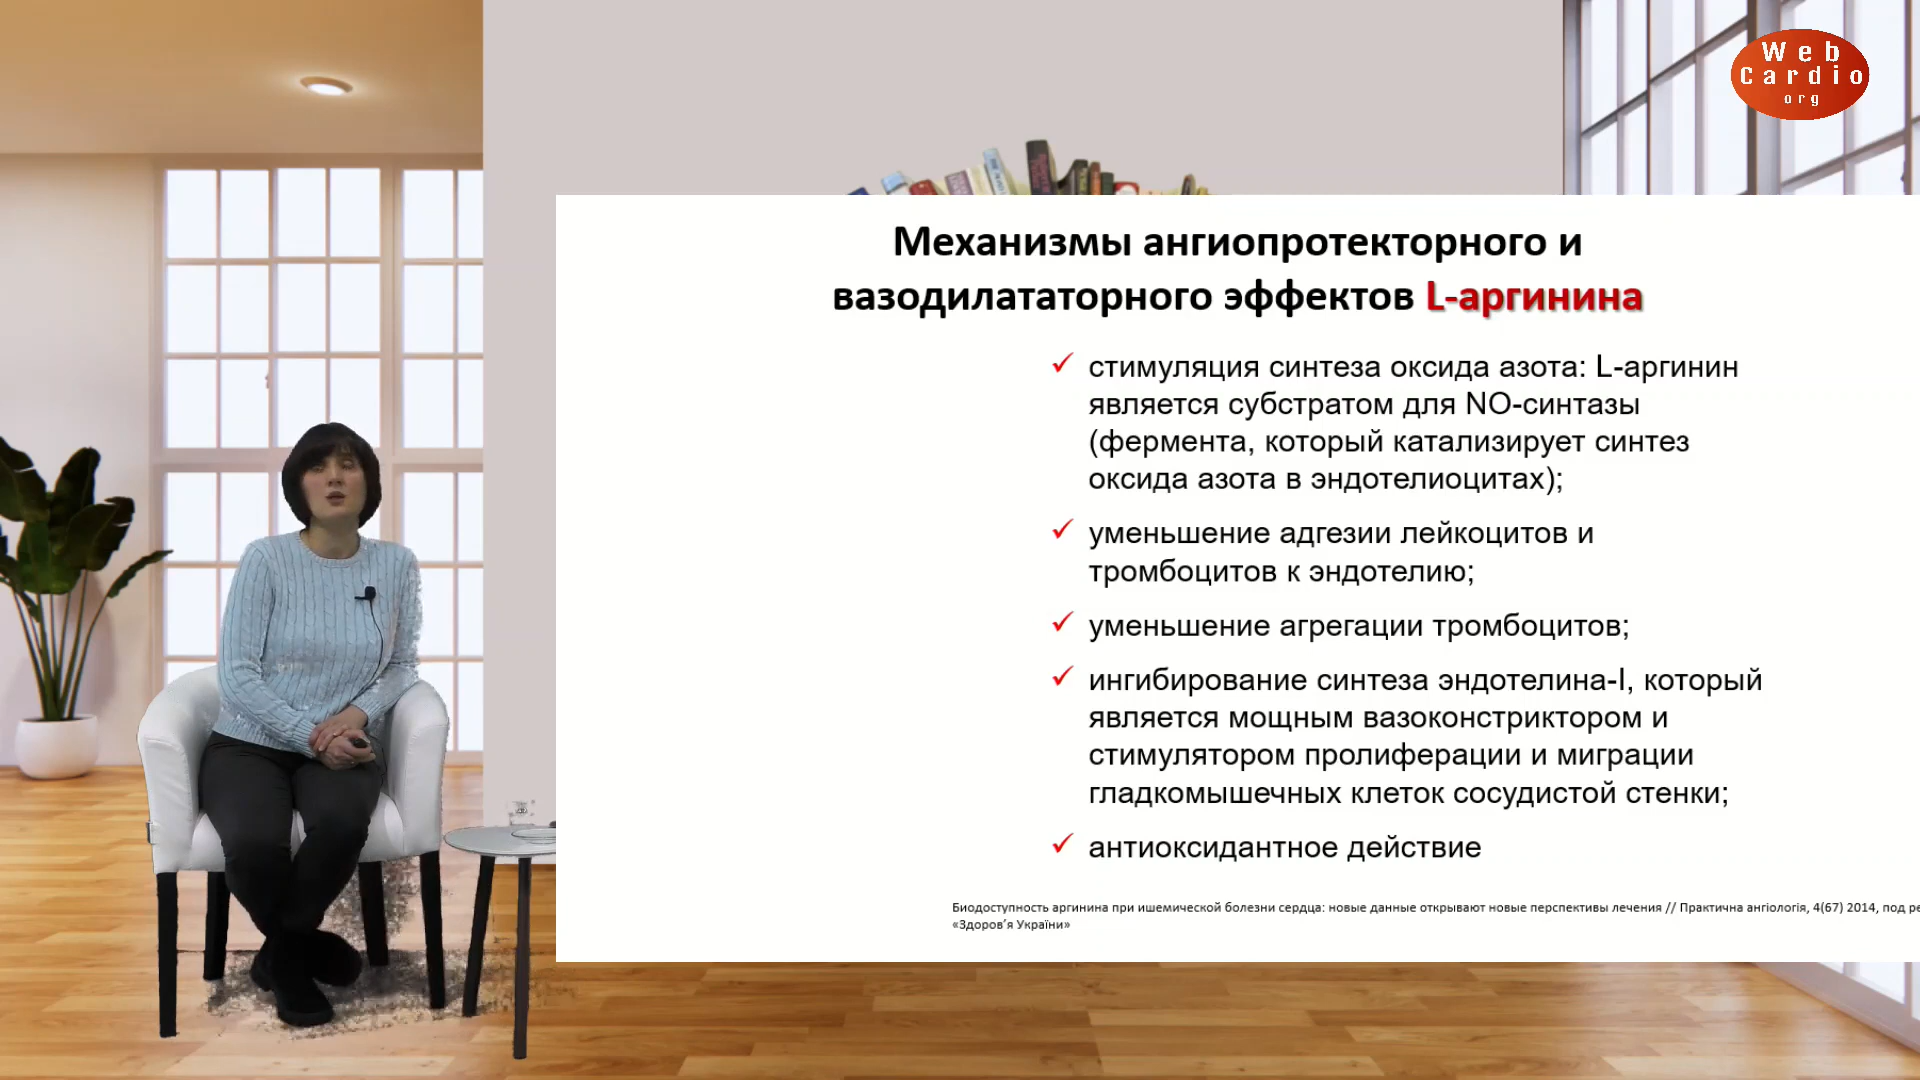 Web
Cardio
org
Механизмы ангиопротекторного и
вазодилататорного эффектов L-аргинина
✓ стимуляция синтеза оксида азота: L-аргинин
является субстратом для NO-синтазы
(фермента, который катализирует синтез
оксида азота в эндотелиоцитах);
✓ уменьшение адгезии лейкоцитов и
тромбоцитов к эндотелию;
✓ уменьшение агрегации тромбоцитов;
✓ ингибирование синтеза эндотелина-I, который
является мощным вазоконстриктором и
стимулятором пролиферации и миграции
гладкомышечных клеток сосудистой стенки;
✓ антиоксидантное действие
Биодоступность аргинина при ишемической болезни сердца: новые данные открывают новые перспективы лечения // Практична ангіологія, 4(67) 2014, под
«Здоров’я України»